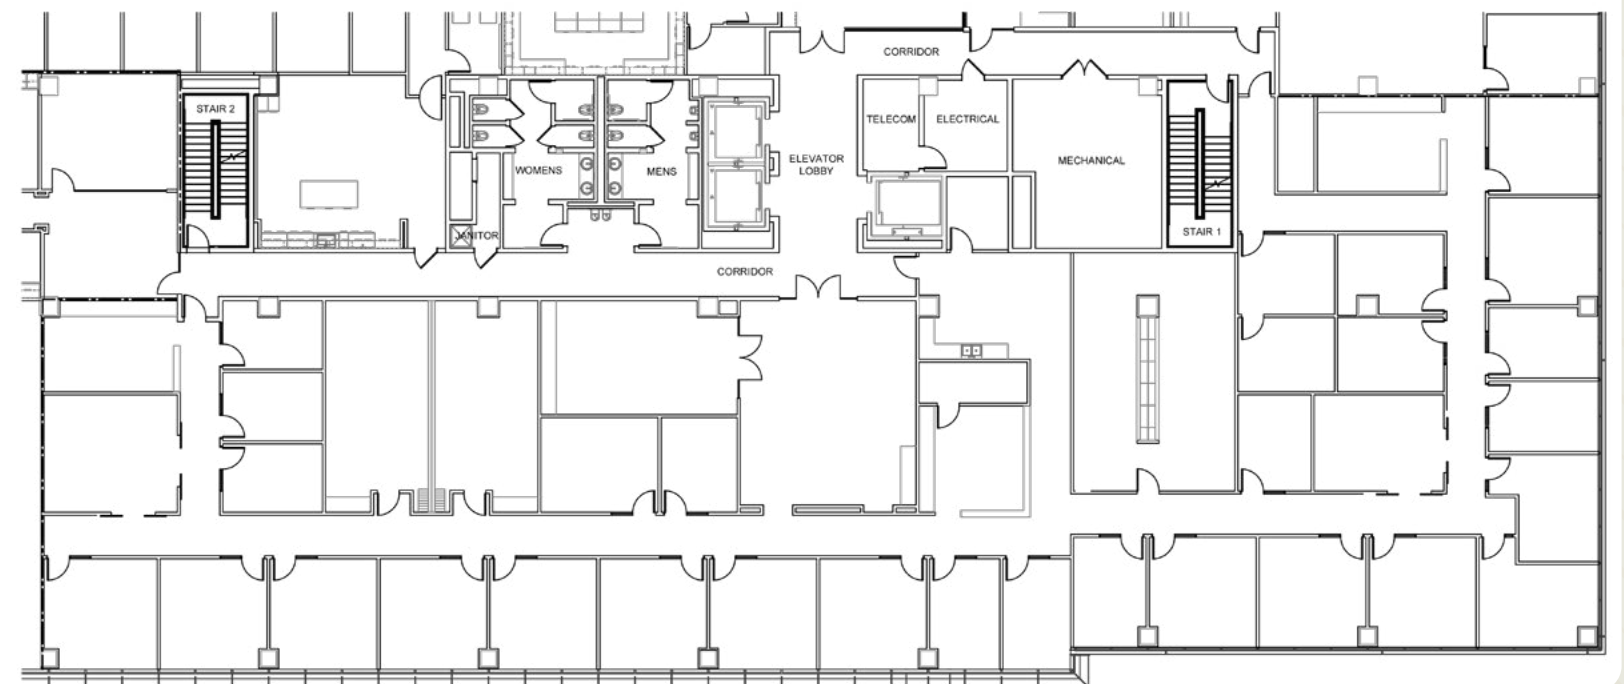 CORRIDOR
STAIR 2
TELECOM
ELECTRICAL
ELEVATOR
LOBBY
MECHANICAL
WOMENS
MENS
STAIR 1
JANITOR
CORRIDOR